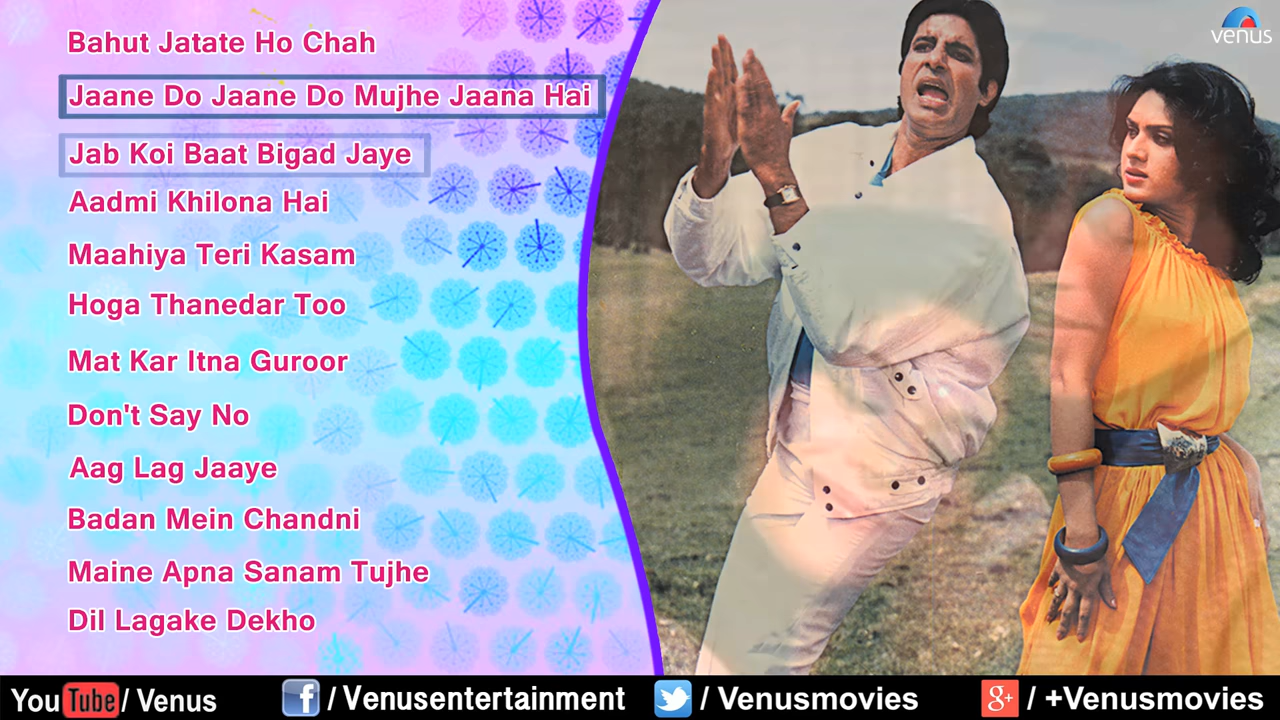 Bahut Jatate Ho Chah
Jaane Do Jaane Do Mujhe Jaana Hai
Jab Koi Baat Bigad Jaye
Aadmi Khilona Hai
Maahiya Teri Kasam
Hoga Thanedar Too
Mat Kar Itna Guroor
Don't Say No
Aag Lag Jaaye
Badan Mein Chandni
Maine Apna Sanam Tujhe
Dil Lagake Dekho
venus
YouTube / Venus
f / Venusentertainment
/ Venusmovies
g+ / +Venusmovies